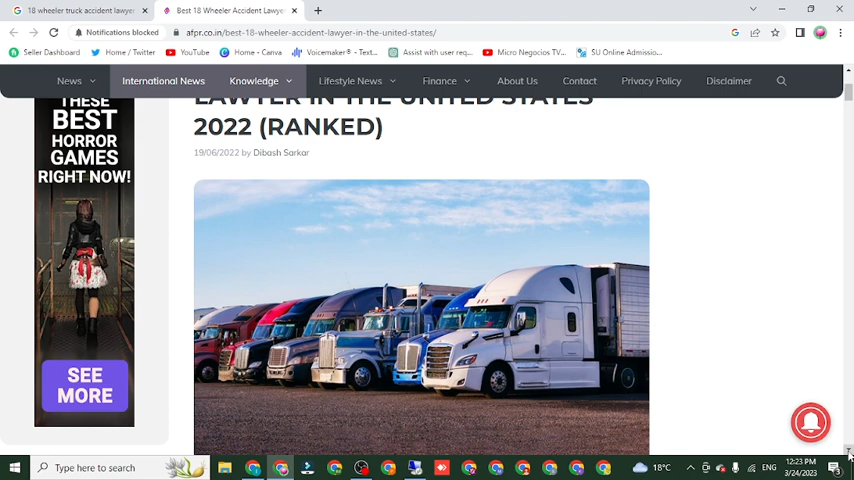 18 wheeler truck accident lawyer
Best 18 Wheeler Accident Lawye
Notifications blocked
afpr.co.in/best-18-wheeler-accident-lawyer-in-the-united-states/
Seller Dashboard
Home / Twitter
YouTube
Home - Canva
Voicemaker® - Text...
Assist with user req...
Micro Negocios TV...
SU Online Admissio...
News
International News
Knowledge
Lifestyle News
Finance
About Us
Contact
Privacy Policy
Disclaimer
THESE
BEST
HORROR
GAMES
RIGHT NOW!
SEE
MORE
LAWYER IN THE UNITED STATES
2022 (RANKED)
19/06/2022 by Dibash Sarkar
Type here to search
18°C
ENG
12:23 PM
3/24/2023
3